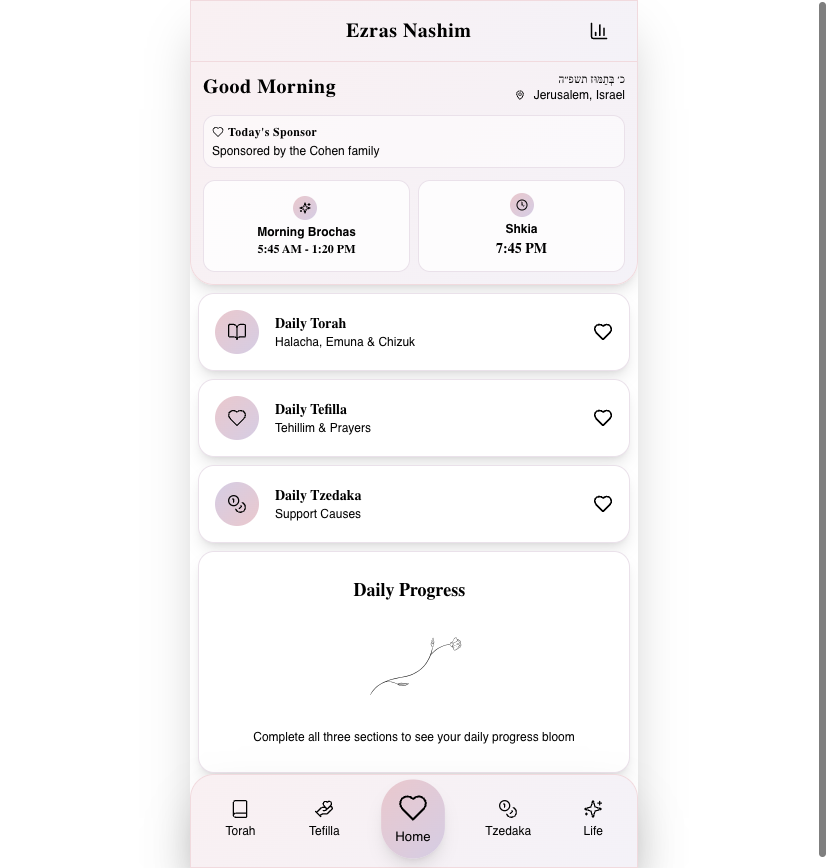 Ezras Nashim
Good Morning
כ׳ בְּתַמּוּז תשפ״ה
Jerusalem, Israel
Today's Sponsor
Sponsored by the Cohen family
Morning Brochas
5:45 AM - 1:20 PM
Shkia
7:45 PM
Daily Torah
Halacha, Emuna & Chizuk
Daily Tefilla
Tehillim & Prayers
Daily Tzedaka
Support Causes
Daily Progress
Complete all three sections to see your daily progress bloom
Torah
Tefilla
Home
Tzedaka
Life